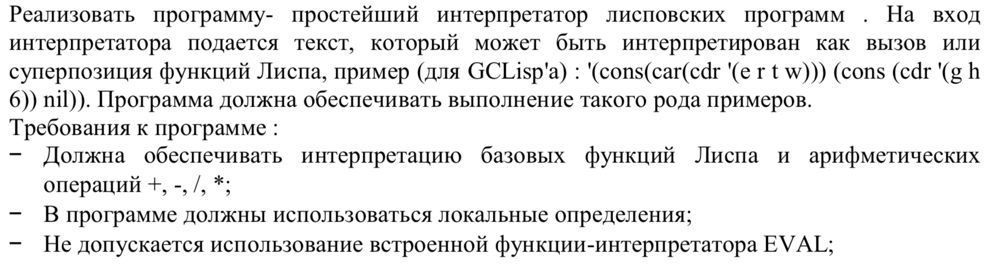 Реализовать программу- простейший интерпретатор лисповских программ . На вход
интерпретатора подается текст, который может быть интерпретирован как вызов или
суперпозиция функций Лиспа, пример (для GCLisp'a) : '(cons(car(cdr '(e r t w))) (cons (cdr '(g h
6)) nil)). Программа должна обеспечивать выполнение такого рода примеров.
Требования к программе :
− Должна обеспечивать интерпретацию базовых функций Лиспа и арифметических
операций +, -, /, *;
− В программе должны использоваться локальные определения;
− Не допускается использование встроенной функции-интерпретатора EVAL;